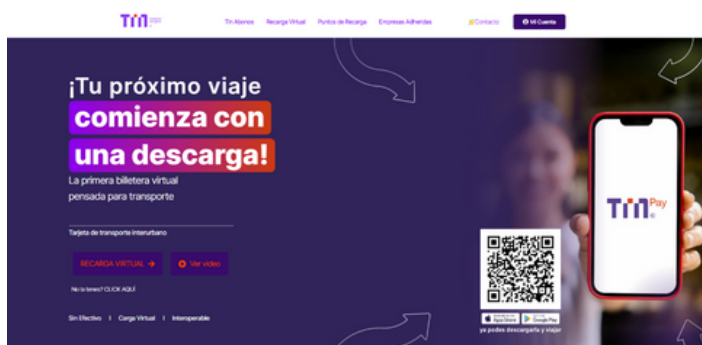 Tin
Tin Abonos Recarga Virtual Puntos de Recarga Empresas Adheridas Contacto Mi Cuenta
¡Tu próximo viaje
comienza con
una descarga!
La primera billetera virtual
pensada para transporte
Tarjeta de transporte interurbano
RECARGA VIRTUAL → Ver video
No la tenes? CLICK AQUÍ
Sin Efectivo | Carga Virtual | Interoperable
Tin Pay
App Store Google Play
ya podes descargarla y viajar